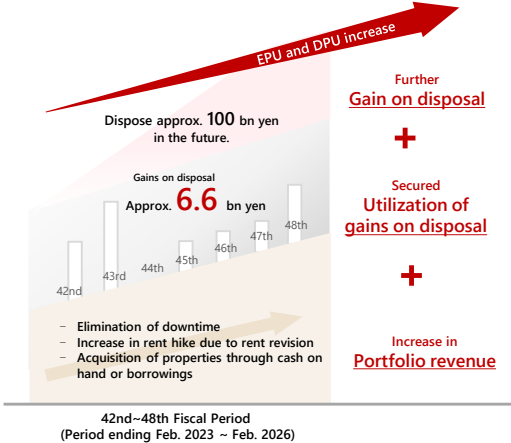 EPU and DPU increase
Further
Gain on disposal
+
Dispose approx. 100 bn yen
in the future.
Gains on disposal
Approx. 6.6 bn yen
Secured
Utilization of
gains on disposal
+
42nd
43rd
44th
45th
46th
47th
48th
− Elimination of downtime
− Increase in rent hike due to rent revision
− Acquisition of properties through cash on
hand or borrowings
Increase in
Portfolio revenue
42nd~48th Fiscal Period
(Period ending Feb. 2023 ~ Feb. 2026)